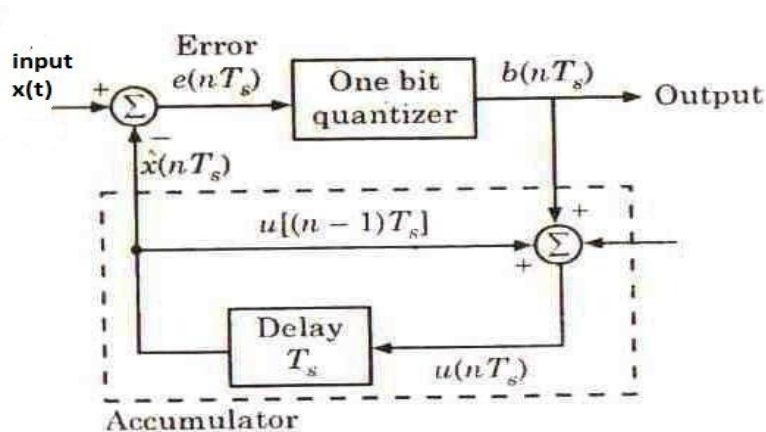 Error
input
x(t)
e(nTₛ)
+
Σ
−
One bit
quantizer
b(nTₛ)
Output
x̂(nTₛ)
u[(n − 1)Tₛ]
+
Σ
+
Delay
Tₛ
u(nTₛ)
Accumulator